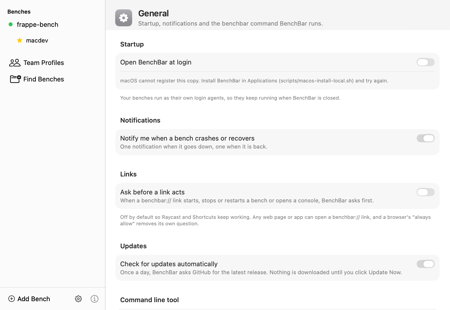 Benches
frappe-bench
macdev
Team Profiles
Find Benches
Add Bench
General
Startup, notifications and the benchbar command BenchBar runs.
Startup
Open BenchBar at login
macOS cannot register this copy. Install BenchBar in Applications (scripts/macos-install-local.sh) and try again.
Your benches run as their own login agents, so they keep running when BenchBar is closed.
Notifications
Notify me when a bench crashes or recovers
One notification when it goes down, one when it is back.
Links
Ask before a link acts
When a benchbar:// link starts, stops or restarts a bench or opens a console, BenchBar asks first.
Off by default so Raycast and Shortcuts keep working. Any web page or app can open a benchbar:// link, and a browser's "always
allow" removes its own question.
Updates
Check for updates automatically
Once a day, BenchBar asks GitHub for the latest release. Nothing is downloaded until you click Update Now.
Command line tool